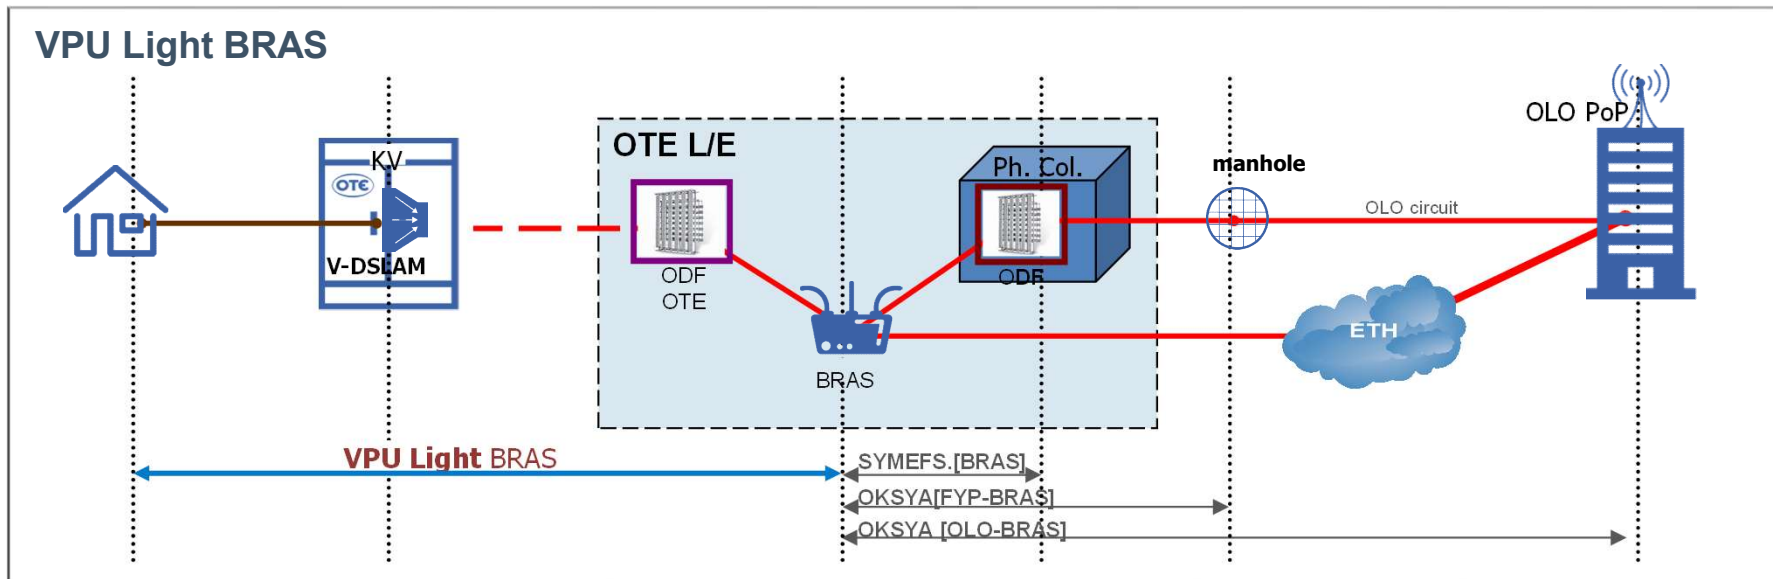 VPU Light BRAS
OTE L/E
KV
OTE
V-DSLAM
ODF
OTE
BRAS
Ph. Col.
ODF
manhole
OLO circuit
OLO PoP
ETH
VPU Light BRAS
SYMEFS.[BRAS]
OKSYA[FYP-BRAS]
OKSYA [OLO-BRAS]